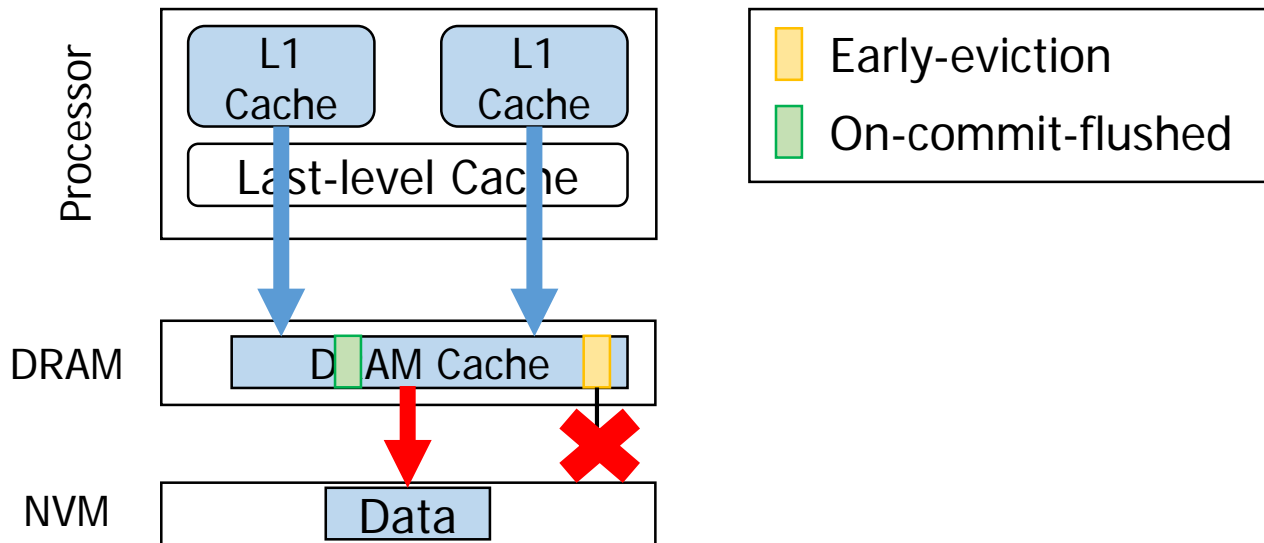 Processor
L1
Cache
L1
Cache
Last-level Cache
Early-eviction
On-commit-flushed
DRAM
DRAM Cache
NVM
Data